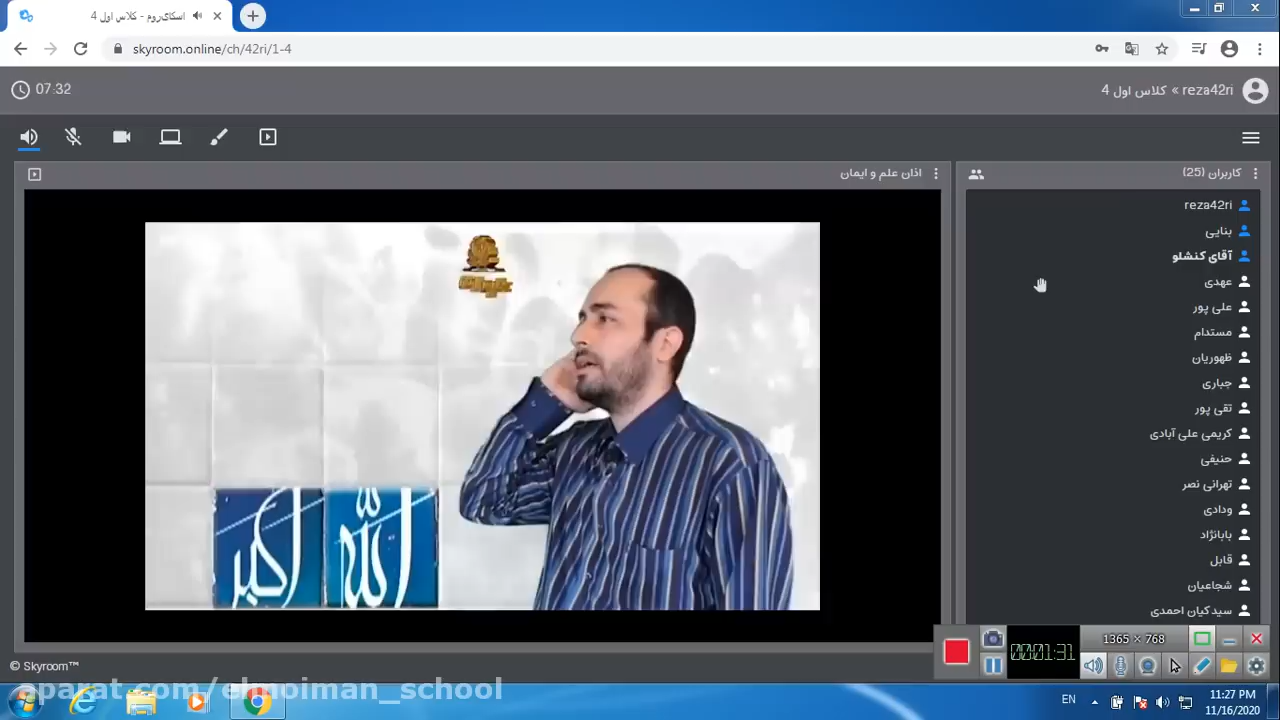 اسکای‌روم - کلاس اول 4
skyroom.online/ch/42ri/1-4
07:32
reza42ri » کلاس اول 4
اذان علم و ایمان
کاربران (25)
reza42ri
بنایی
آقای کنشلو
عهدی
علی پور
مستدام
ظهوریان
جباری
تقی پور
کریمی علی آبادی
حنیفی
تهرانی نصر
ودادی
بابانژاد
قابل
شجاعیان
سیدکیان احمدی
الله اکبر
1365 × 768
00:01:31
© Skyroom™
aparat.com/elmoiman_school
EN
11:27 PM
11/16/2020